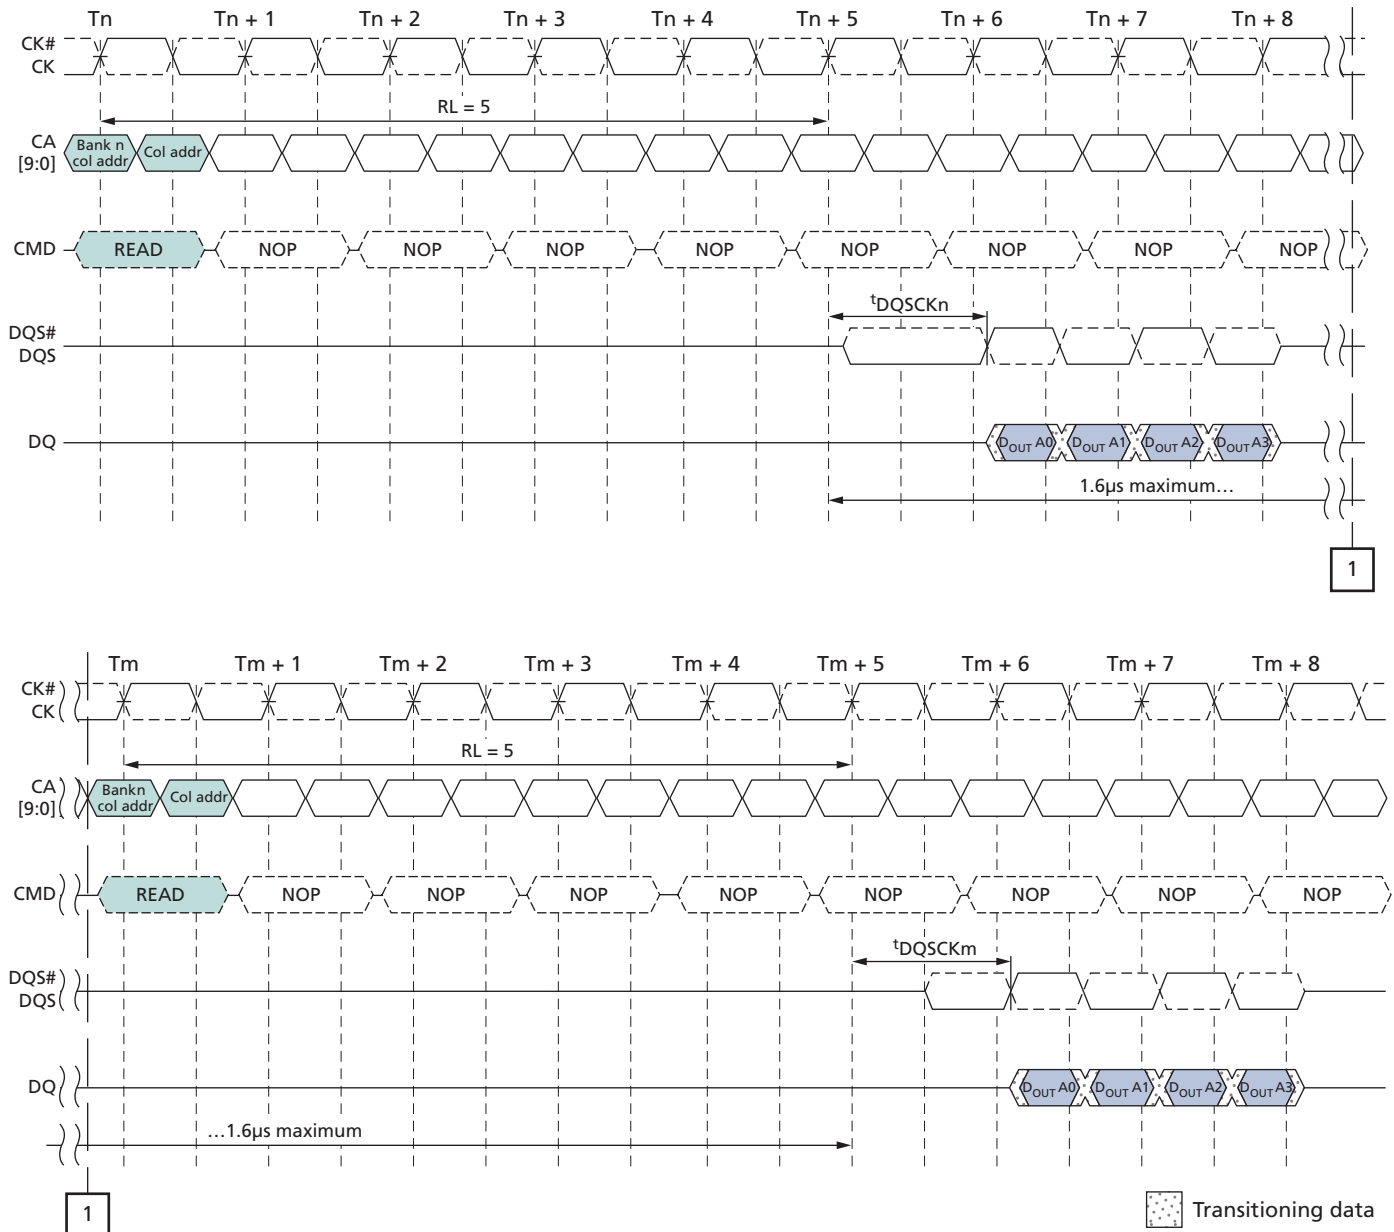 Tn Tn + 1 Tn + 2 Tn + 3 Tn + 4 Tn + 5 Tn + 6 Tn + 7 Tn + 8
CK#
CK
RL = 5
CA
[9:0]
Bank n
col addr
Col addr
CMD READ NOP NOP NOP NOP NOP NOP NOP NOP
tDQSCKn
DQS#
DQS
DQ DOUT A0 DOUT A1 DOUT A2 DOUT A3
1.6µs maximum…
1
Tm Tm + 1 Tm + 2 Tm + 3 Tm + 4 Tm + 5 Tm + 6 Tm + 7 Tm + 8
CK#
CK
RL = 5
CA
[9:0]
Bankn
col addr
Col addr
CMD READ NOP NOP NOP NOP NOP NOP NOP NOP
tDQSCKm
DQS#
DQS
DQ DOUT A0 DOUT A1 DOUT A2 DOUT A3
…1.6µs maximum
1
Transitioning data